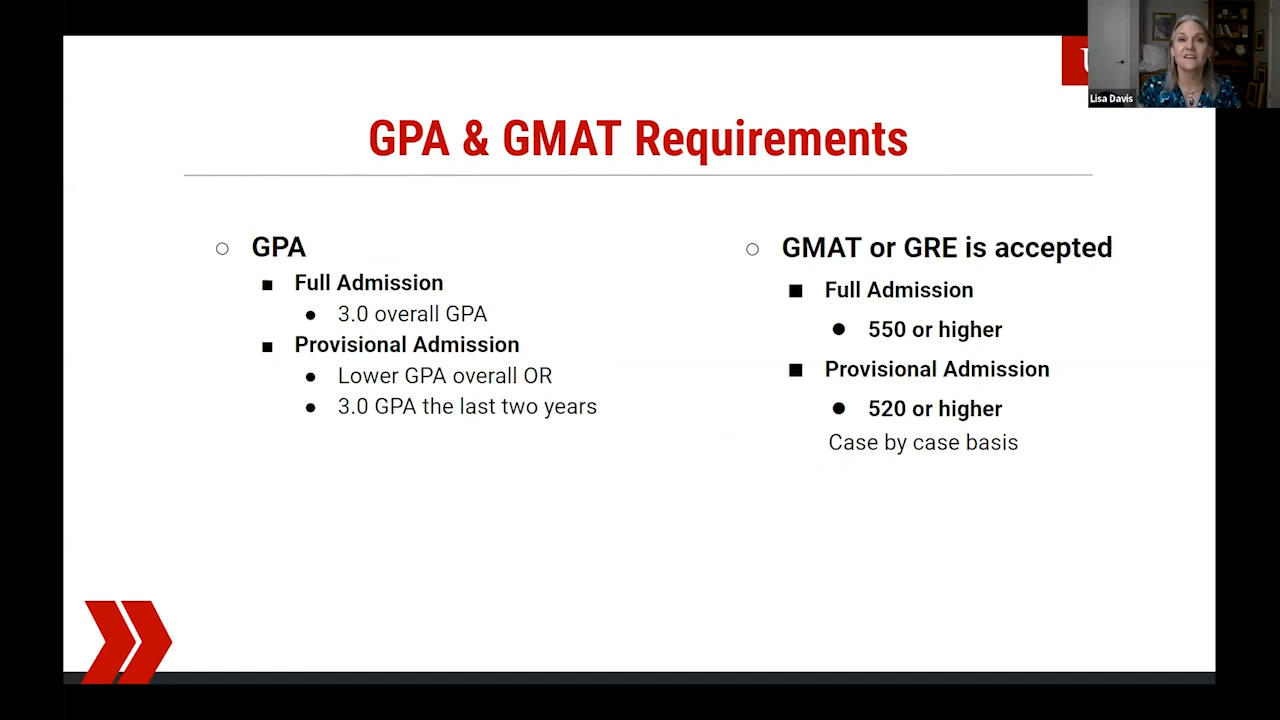 Lisa Davis
GPA & GMAT Requirements
GPA
Full Admission
3.0 overall GPA
Provisional Admission
Lower GPA overall OR
3.0 GPA the last two years
GMAT or GRE is accepted
Full Admission
550 or higher
Provisional Admission
520 or higher
Case by case basis